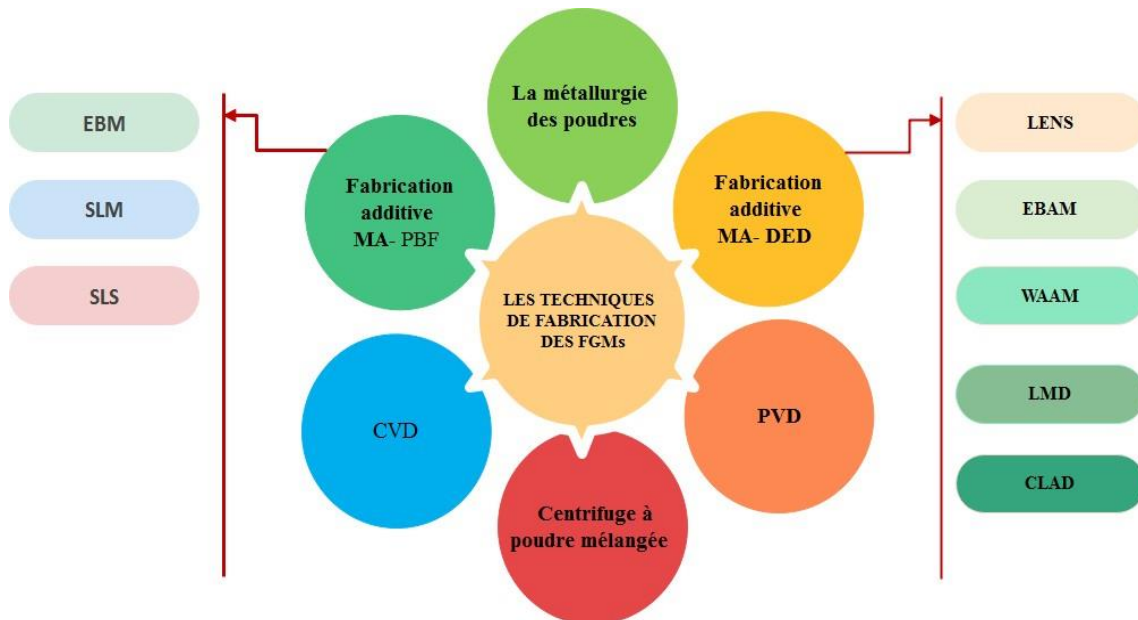 La métallurgie
des poudres
EBM
SLM
SLS
Fabrication
additive
MA- PBF
Fabrication
additive
MA- DED
LENS
EBAM
WAAM
LMD
CLAD
LES TECHNIQUES
DE FABRICATION
DES FGMs
CVD
PVD
Centrifuge à
poudre mélangée